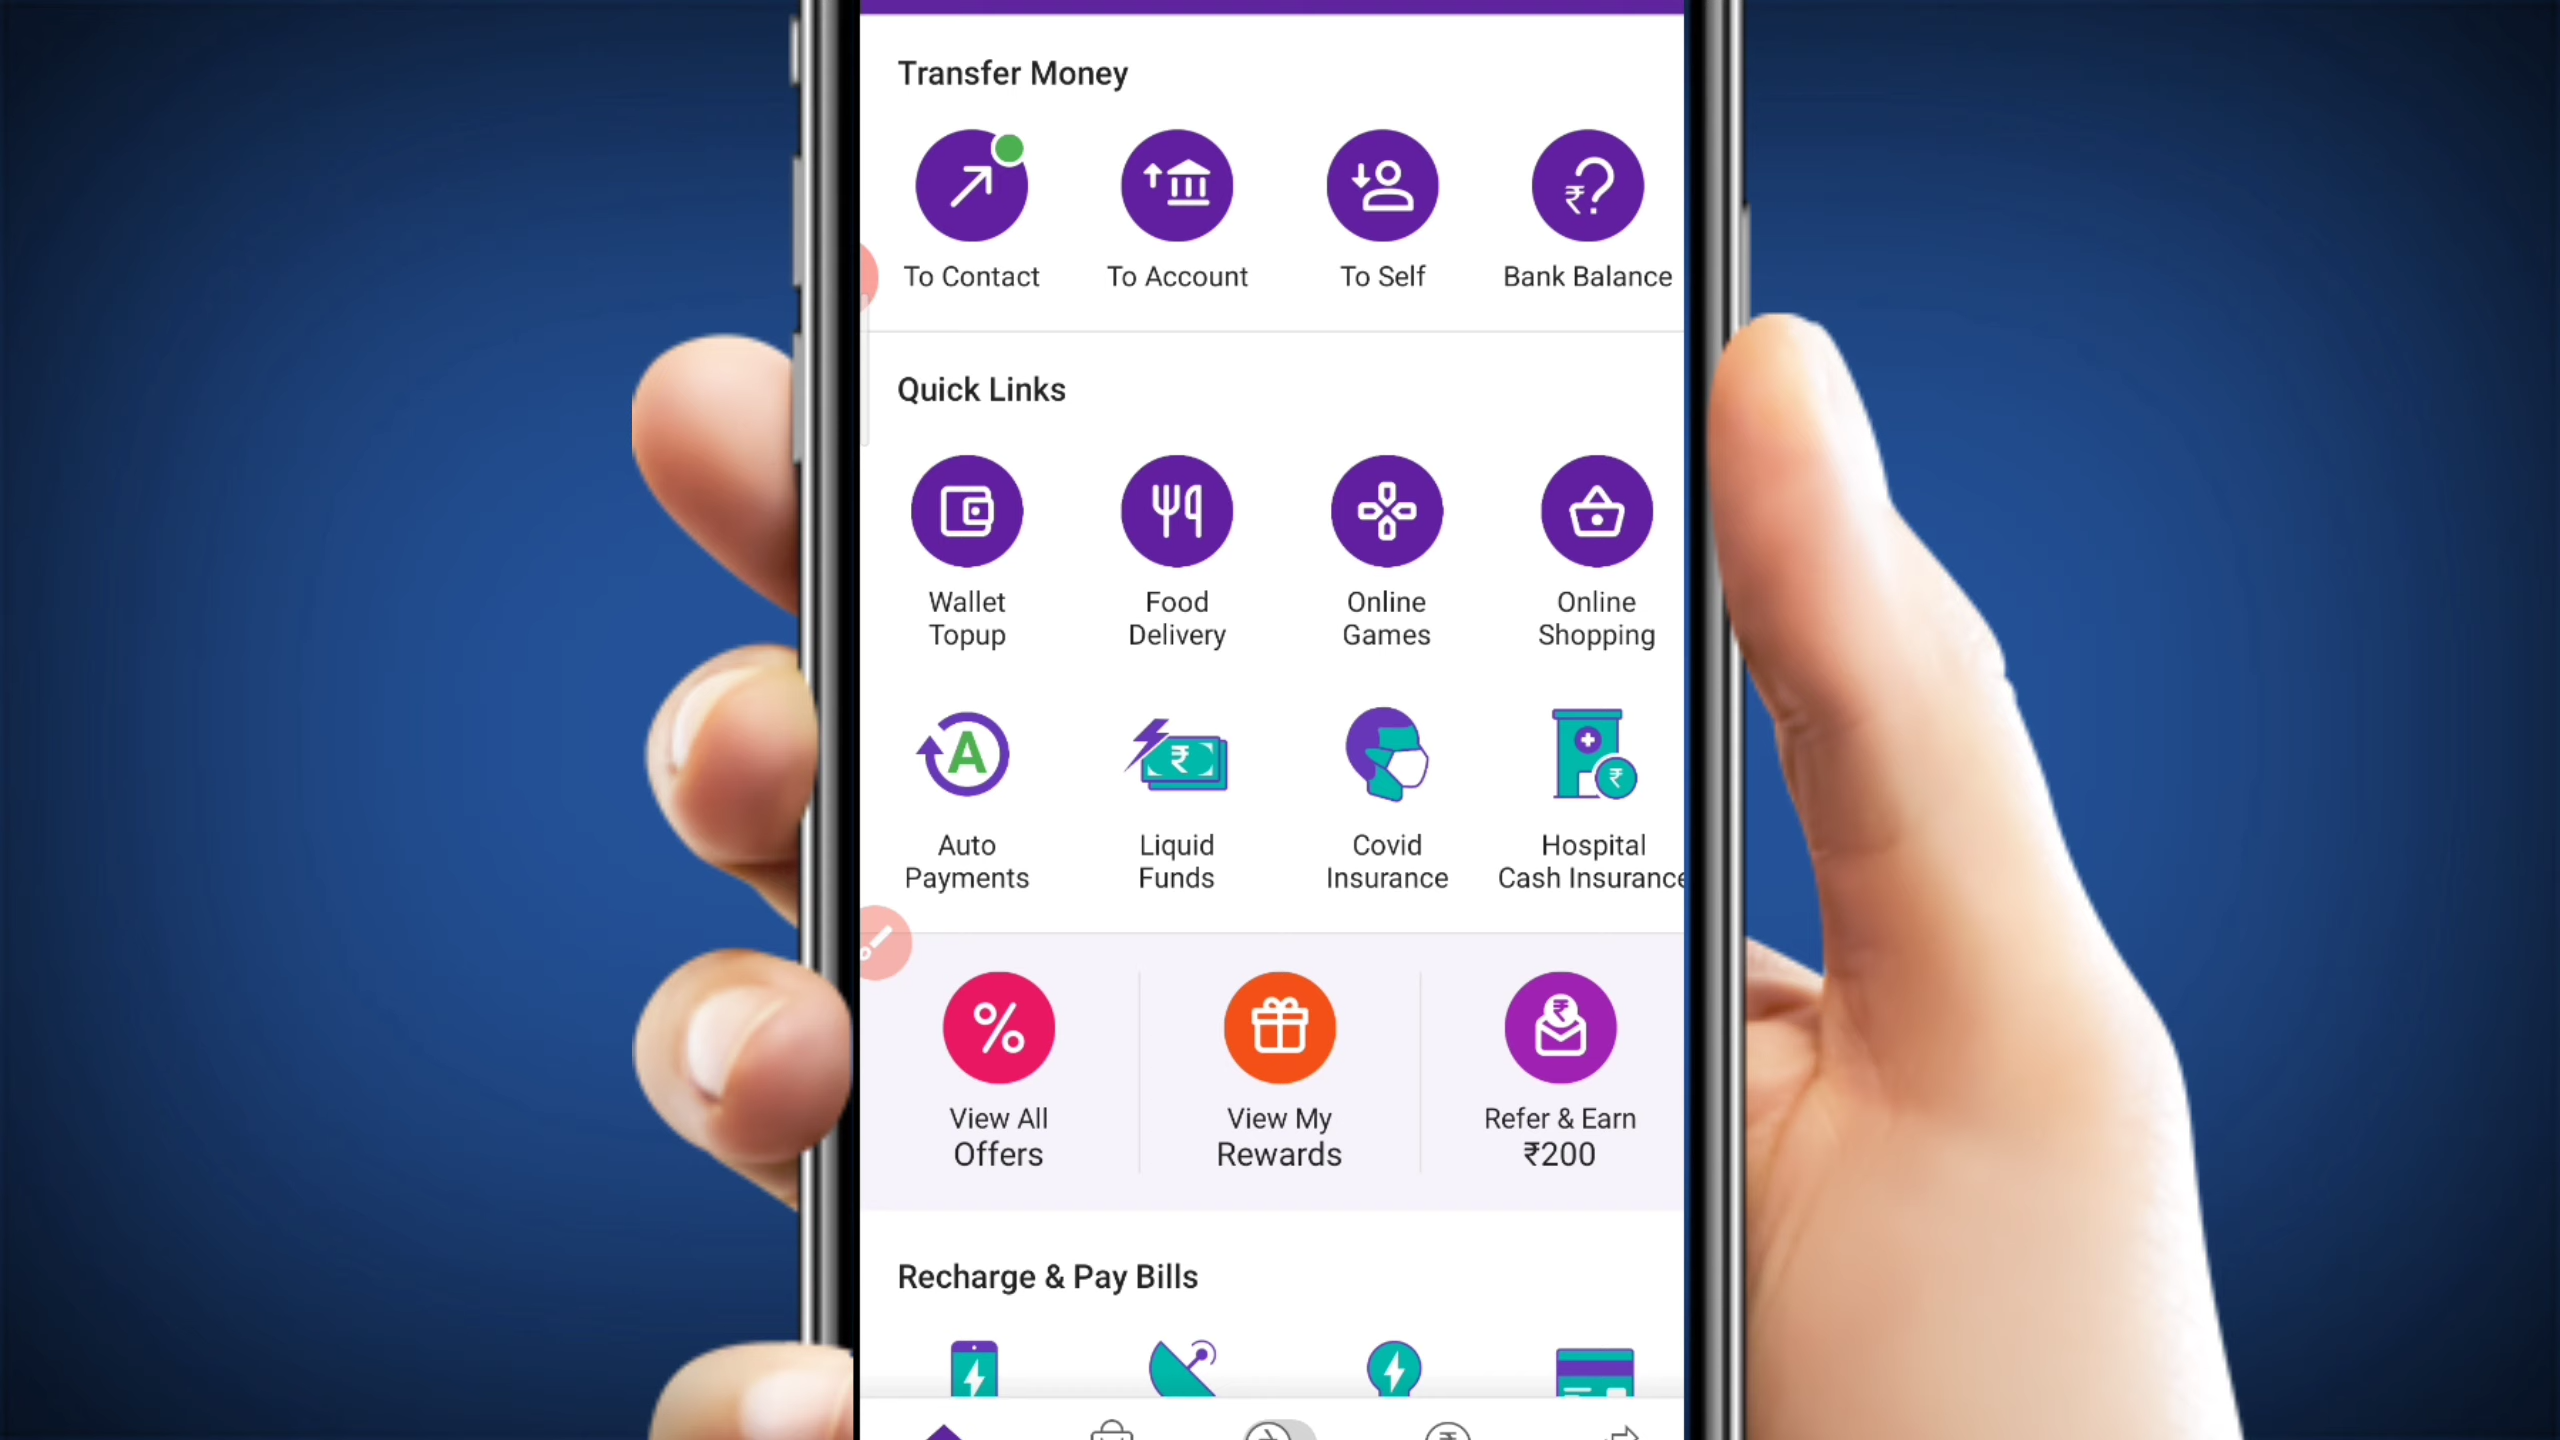 Transfer Money
To Contact
To Account
To Self
Bank Balance
Quick Links
Wallet
Topup
Food
Delivery
Online
Games
Online
Shopping
A
Auto
Payments
₹
Liquid
Funds
Covid
Insurance
₹
Hospital
Cash Insurance
%
View All
Offers
View My
Rewards
₹
Refer & Earn
₹200
Recharge & Pay Bills